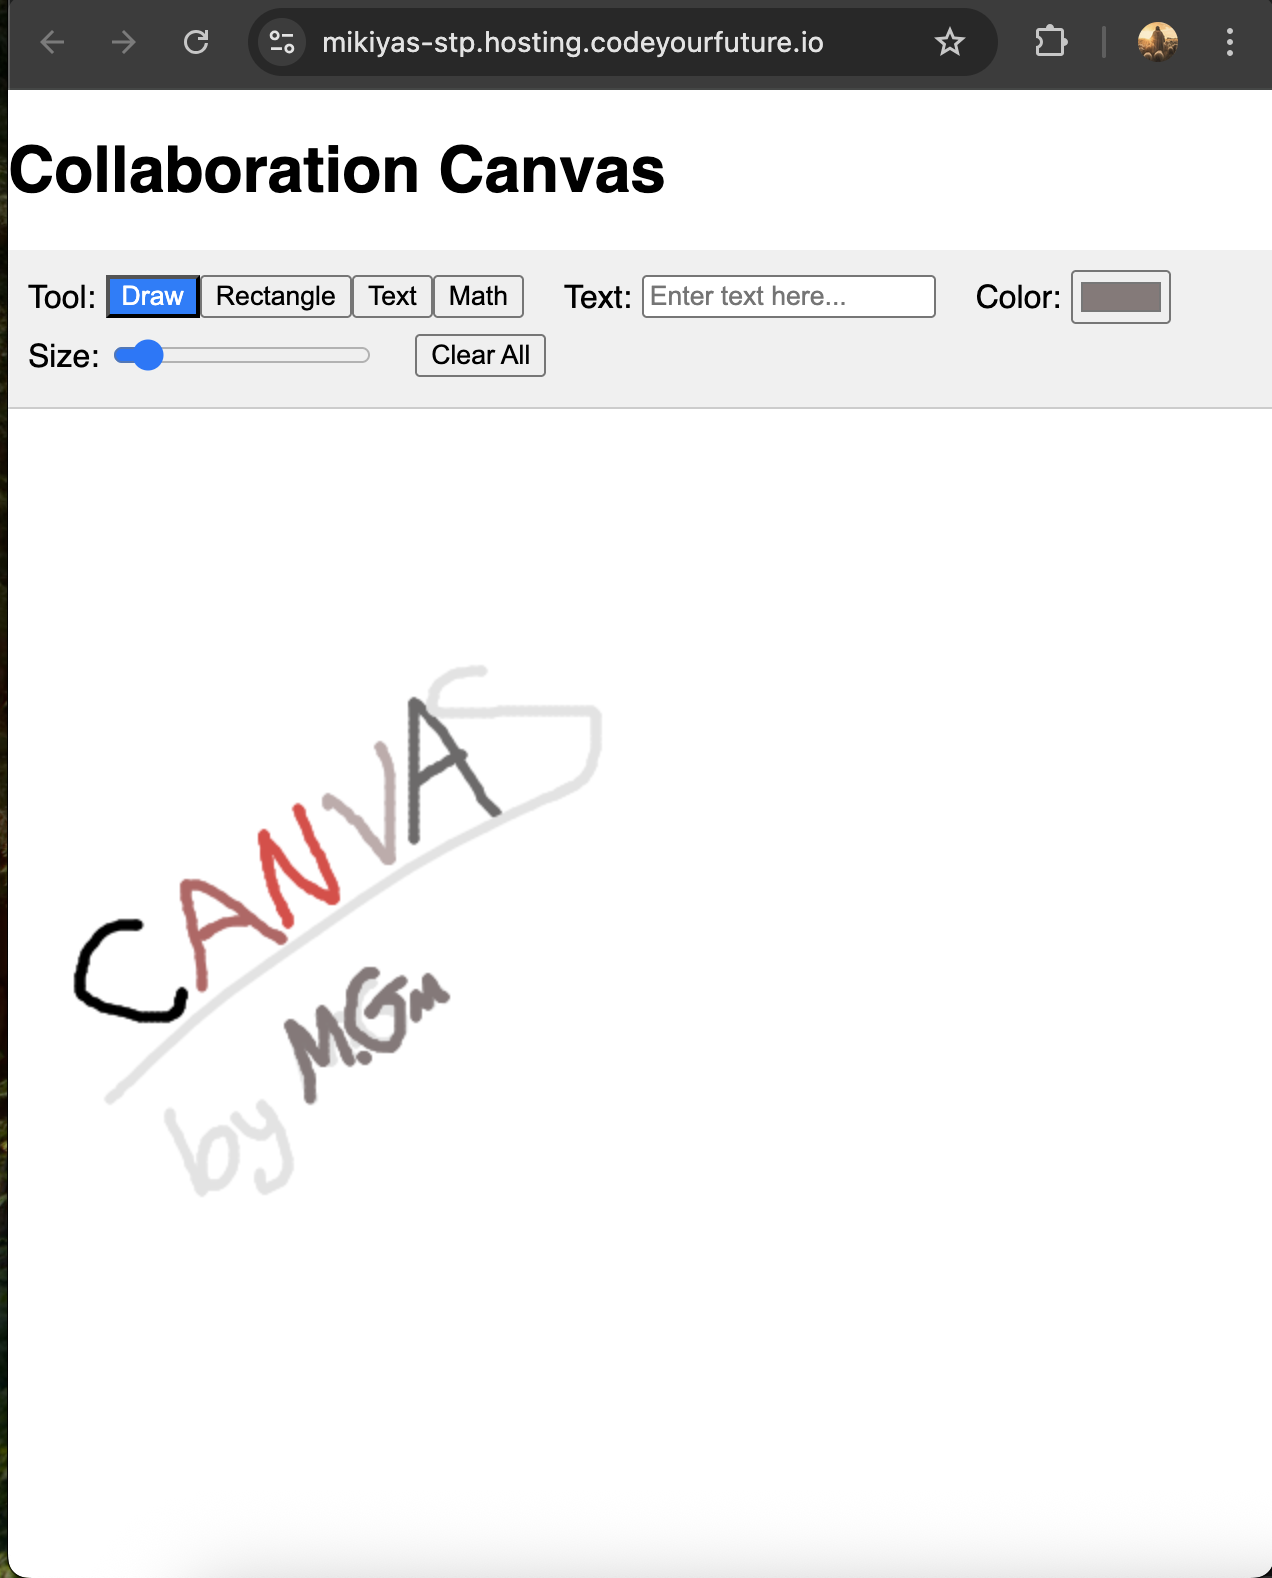 mikiyas-stp.hosting.codeyourfuture.io
Collaboration Canvas
Tool: Draw Rectangle Text Math Text: Enter text here... Color:
Size: Clear All
CANVAS
by M.Gm